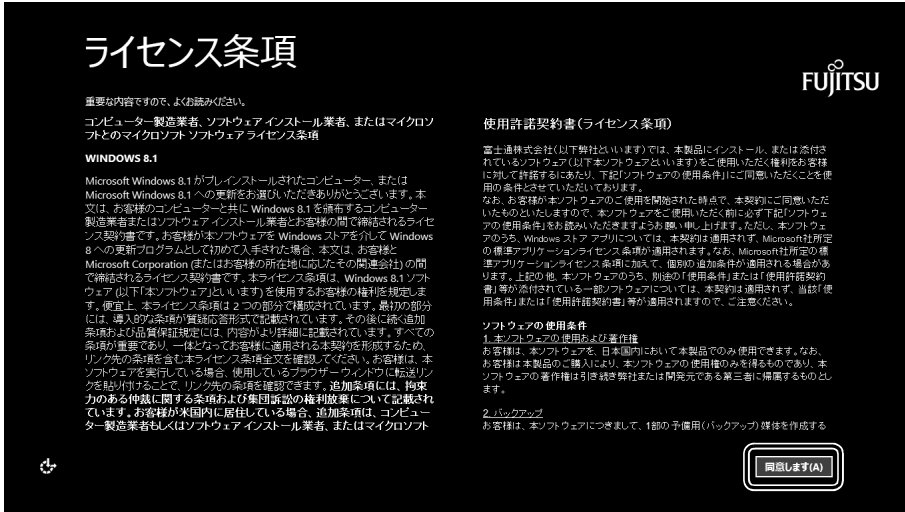 ライセンス条項
FUJITSU
重要な内容ですので、よくお読みください。
コンピューター製造業者、ソフトウェア インストール業者、またはマイクロソ
フトとのマイクロソフト ソフトウェア ライセンス条項
WINDOWS 8.1
Microsoft Windows 8.1 がプレインストールされたコンピューター、または
Microsoft Windows 8.1 への更新をお選びいただきありがとうございます。本
文は、お客様のコンピューターと共に Windows 8.1 を頒布するコンピューター
製造業者またはソフトウェア インストール業者とお客様の間で締結されるライセ
ンス契約書です。お客様が本ソフトウェアを Windows ストアを介して Windows
8 への更新プログラムとして初めて入手された場合、本文は、お客様と
Microsoft Corporation (またはお客様の所在地に応じたその関連会社) の間
で締結されるライセンス契約書です。本ライセンス条項は、Windows 8.1 ソフト
ウェア (以下「本ソフトウェア」といいます) を使用するお客様の権利を規定しま
す。便宜上、本ライセンス条項は 2 つの部分で構成されています。最初の部分
には、導入的な条項が質疑応答形式で記載されています。その後に続く追加
条項および品質保証規定には、内容がより詳細に記載されています。すべての
条項が重要であり、一体となってお客様に適用される本契約を形成するため、
リンク先の条項を含む本ライセンス条項全文を確認してください。お客様は、本
ソフトウェアを実行している場合、使用しているブラウザー ウィンドウに転送リン
クを貼り付けることで、リンク先の条項を確認できます。追加条項には、拘束
力のある仲裁に関する条項および集団訴訟の権利放棄について記載され
ています。お客様が米国内に居住している場合、追加条項は、コンピュー
ター製造業者もしくはソフトウェア インストール業者、またはマイクロソフト
使用許諾契約書(ライセンス条項)
富士通株式会社(以下弊社といいます)では、本製品にインストール、または添付さ
れているソフトウェア(以下本ソフトウェアといいます)をご使用いただく権利をお客様
に対して許諾するにあたり、下記「ソフトウェアの使用条件」にご同意いただくことを使
用の条件とさせていただいております。
なお、お客様が本ソフトウェアのご使用を開始された時点で、本契約にご同意いただ
いたものといたしますので、本ソフトウェアをご使用いただく前に必ず下記「ソフトウェ
アの使用条件」をお読みいただきますようお願い申し上げます。ただし、本ソフトウェ
アのうち、Windows ストア アプリについては、本契約は適用されず、Microsoft社所定
の標準アプリケーションライセンス条項が適用されます。なお、Microsoft社所定の標
準アプリケーションライセンス条項に加えて、個別の追加条件が適用される場合があ
ります。上記の他、本ソフトウェアのうち、別途の「使用条件」または「使用許諾契約
書」等が添付されている一部ソフトウェアについては、本契約は適用されず、当該「使
用条件」または「使用許諾契約書」等が適用されますので、ご注意ください。
ソフトウェアの使用条件
1. 本ソフトウェアの使用および著作権
お客様は、本ソフトウェアを、日本国内において本製品でのみ使用できます。なお、
お客様は本製品のご購入により、本ソフトウェアの使用権のみを得るものであり、本
ソフトウェアの著作権は引き続き弊社または開発元である第三者に帰属するものとし
ます。
2. バックアップ
お客様は、本ソフトウェアにつきまして、1部の予備用(バックアップ)媒体を作成する
同意します(A)